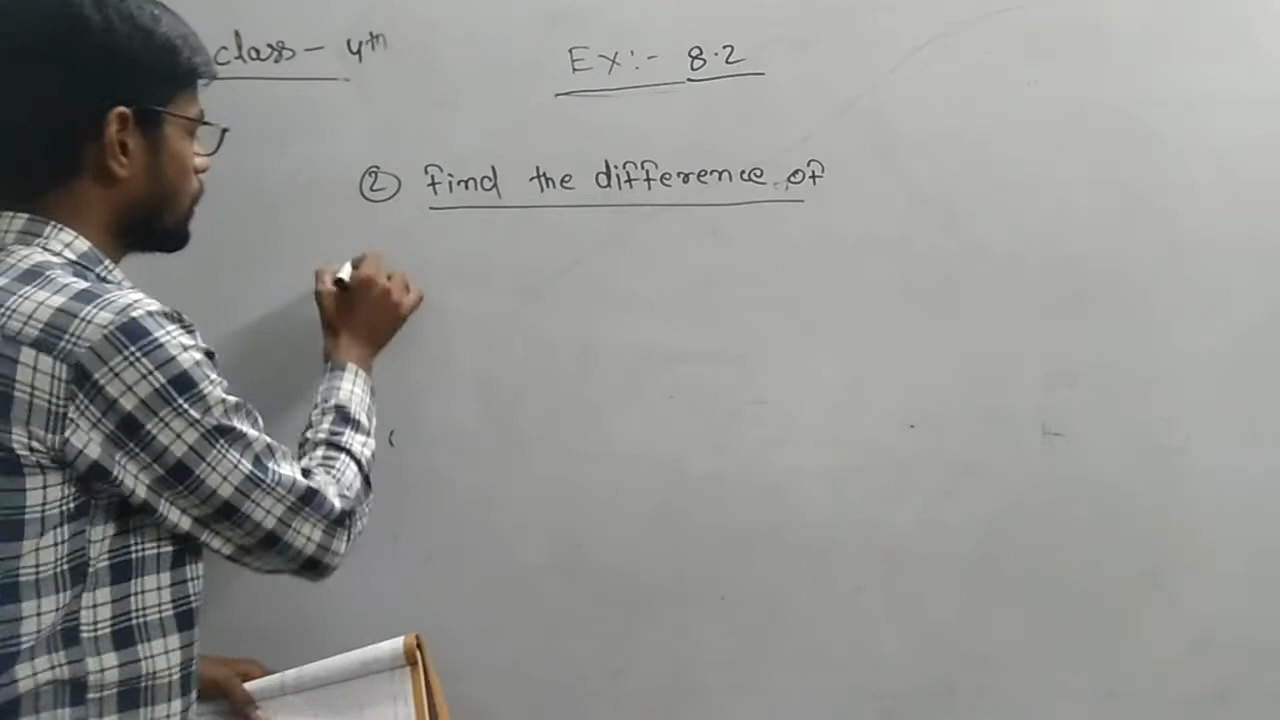 class - 4th
Ex:- 8.2
② find the difference of